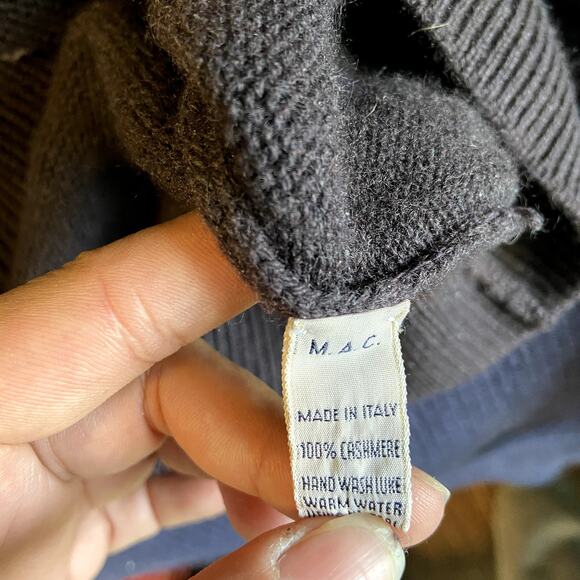 M.A.C.
MADE IN ITALY
100% CASHMERE
HAND WASH LUKE
WARM WATER